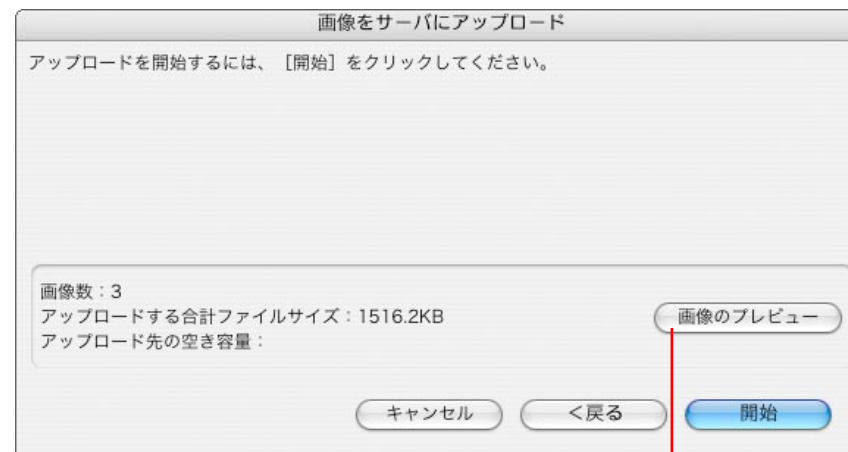 画像をサーバにアップロード
アップロードを開始するには、［開始］をクリックしてください。
画像数：3
アップロードする合計ファイルサイズ：1516.2KB
画像のプレビュー
アップロード先の空き容量：
キャンセル
＜戻る
開始